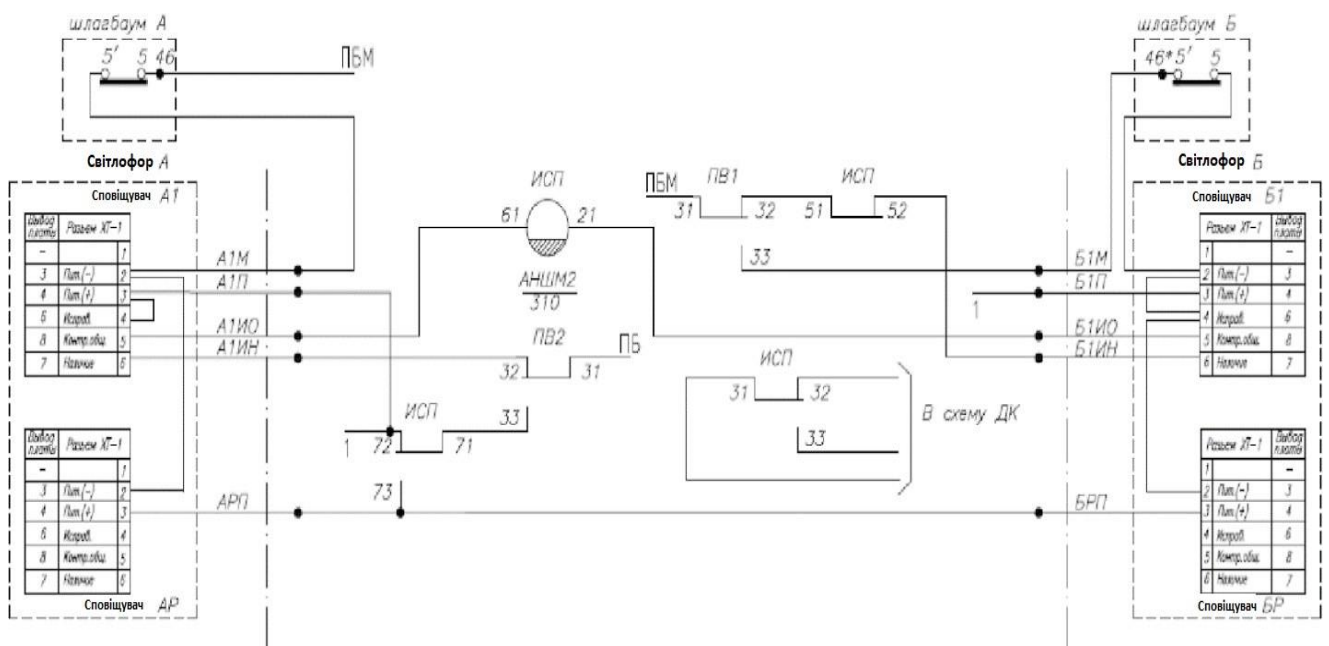 шлагбаум А
5' 5 46
ПБМ
Світлофор А
Сповіщувач А1
Вывод платы Разъем ХТ-1
– 1
3 Пит.(-) 2
4 Пит.(+) 3
6 Исправ. 4
8 Контр.общ. 5
7 Наличие 6
А1М
А1П
А1ИО
А1ИН
Вывод платы Разъем ХТ-1
– 1
3 Пит.(-) 2
4 Пит.(+) 3
6 Исправ. 4
8 Контр.общ. 5
7 Наличие 6
Сповіщувач АР
АРП
ИСП
61 21
АНШМ2
310
ПВ2
32 31
ПБ
33
ИСП
1 72 71
73
ПБМ
ПВ1
31 32
33
ИСП
51 52
ИСП
31 32
33
В схему ДК
шлагбаум Б
46* 5' 5
Світлофор Б
Сповіщувач Б1
Разъем ХТ-1 Вывод платы
1 –
2 Пит.(-) 3
3 Пит.(+) 4
4 Исправ. 6
5 Контр.общ. 8
6 Наличие 7
Б1М
Б1П
1
Б1ИО
Б1ИН
БРП
Разъем ХТ-1 Вывод платы
1 –
2 Пит.(-) 3
3 Пит.(+) 4
4 Исправ. 6
5 Контр.общ. 8
6 Наличие 7
Сповіщувач БР